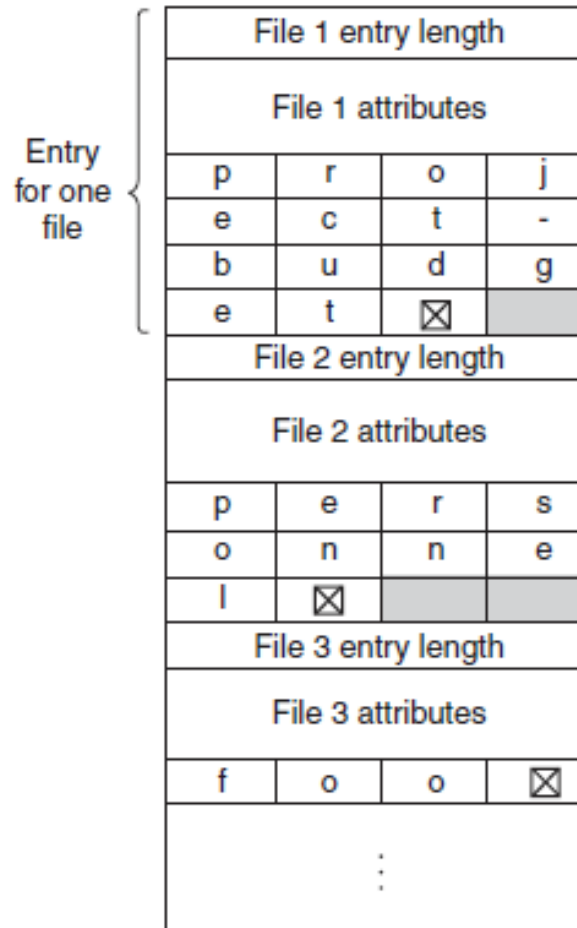 File 1 entry length
File 1 attributes
Entry
for one
file
p r o j
e c t -
b u d g
e t ☒
File 2 entry length
File 2 attributes
p e r s
o n n e
l ☒
File 3 entry length
File 3 attributes
f o o ☒
⋮